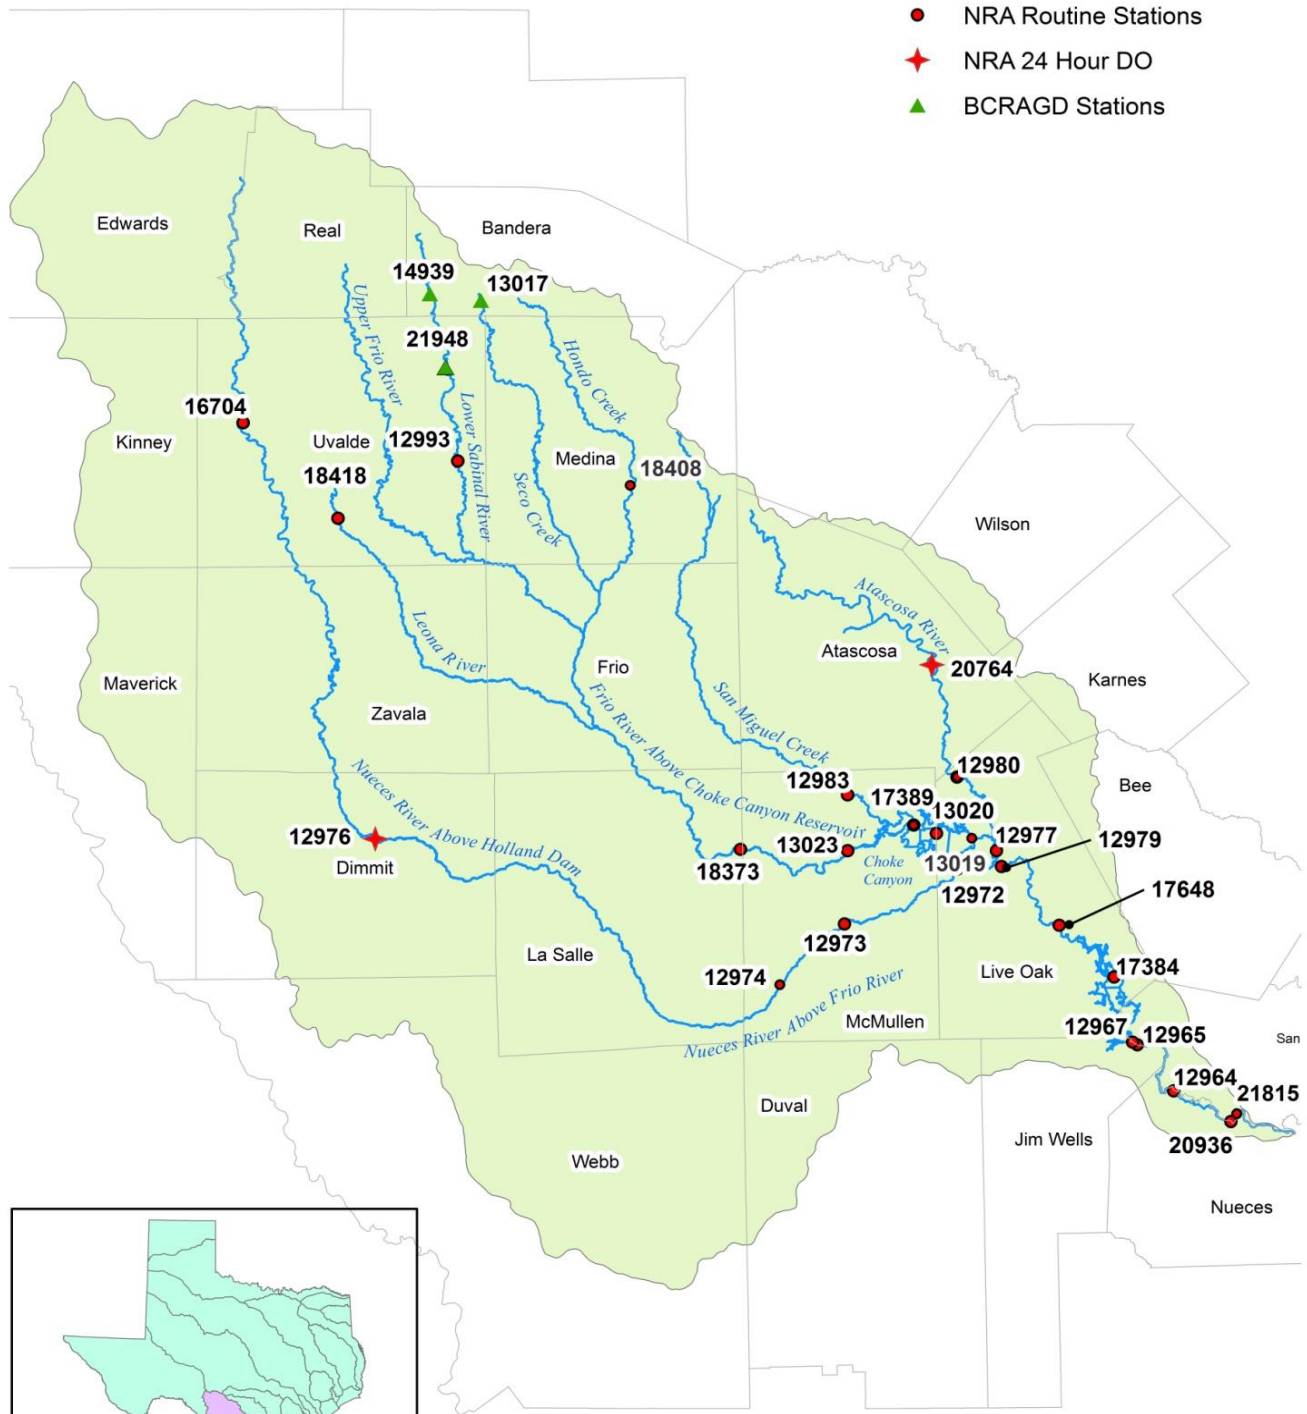 NRA Routine Stations
NRA 24 Hour DO
BCRAGD Stations
Edwards
Real
Bandera
14939
13017
Upper Frio River
21948
Hondo Creek
16704
Kinney
Uvalde
12993
Lower Sabinal River
Medina
18408
18418
Seco Creek
Wilson
Atascosa River
Leona River
Atascosa
20764
Frio
Karnes
Maverick
Zavala
Frio River Above Choke Canyon Reservoir
San Miguel Creek
Nueces River Above Holland Dam
12983
12980
Bee
17389
13020
12976
12977
12979
13023
Dimmit
18373
Choke
Canyon
13019
12972
17648
12973
La Salle
12974
Live Oak
17384
Nueces River Above Frio River
McMullen
12967
12965
San
12964
21815
Duval
20936
Jim Wells
Webb
Nueces